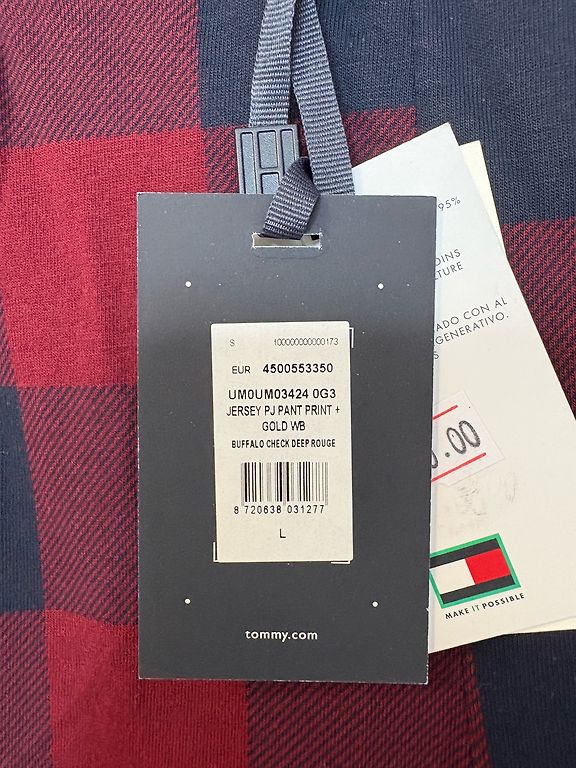 S 100000000000173
EUR 4500553350
UM0UM03424 0G3
JERSEY PJ PANT PRINT +
GOLD WB
BUFFALO CHECK DEEP ROUGE
8 720638 031277
L
tommy.com
95%
LTURE
ADO CON AL
GENERATIVO.
.00
MAKE IT POSSIBLE